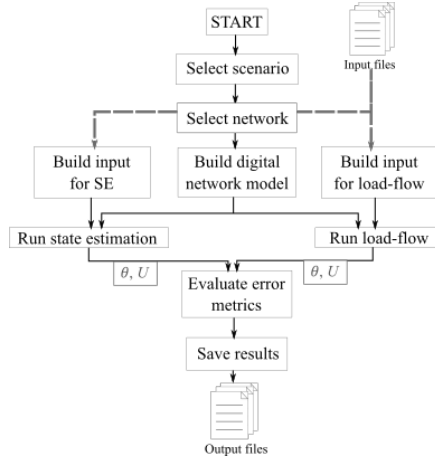 START
Input files
Select scenario
Select network
Build input
for SE
Build digital
network model
Build input
for load-flow
Run state estimation
Run load-flow
θ, U
θ, U
Evaluate error
metrics
Save results
Output files